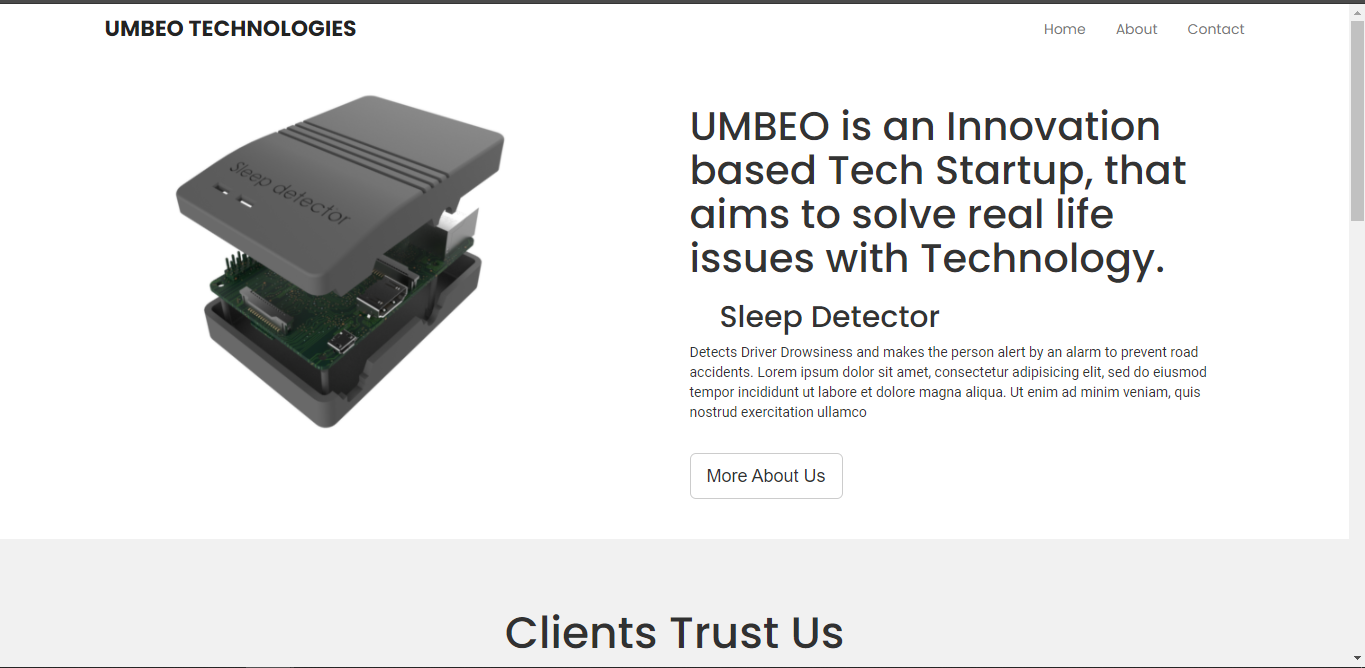 UMBEO TECHNOLOGIES
Home About Contact
Sleep detector
UMBEO is an Innovation
based Tech Startup, that
aims to solve real life
issues with Technology.
Sleep Detector
Detects Driver Drowsiness and makes the person alert by an alarm to prevent road
accidents. Lorem ipsum dolor sit amet, consectetur adipisicing elit, sed do eiusmod
tempor incididunt ut labore et dolore magna aliqua. Ut enim ad minim veniam, quis
nostrud exercitation ullamco
More About Us
Clients Trust Us